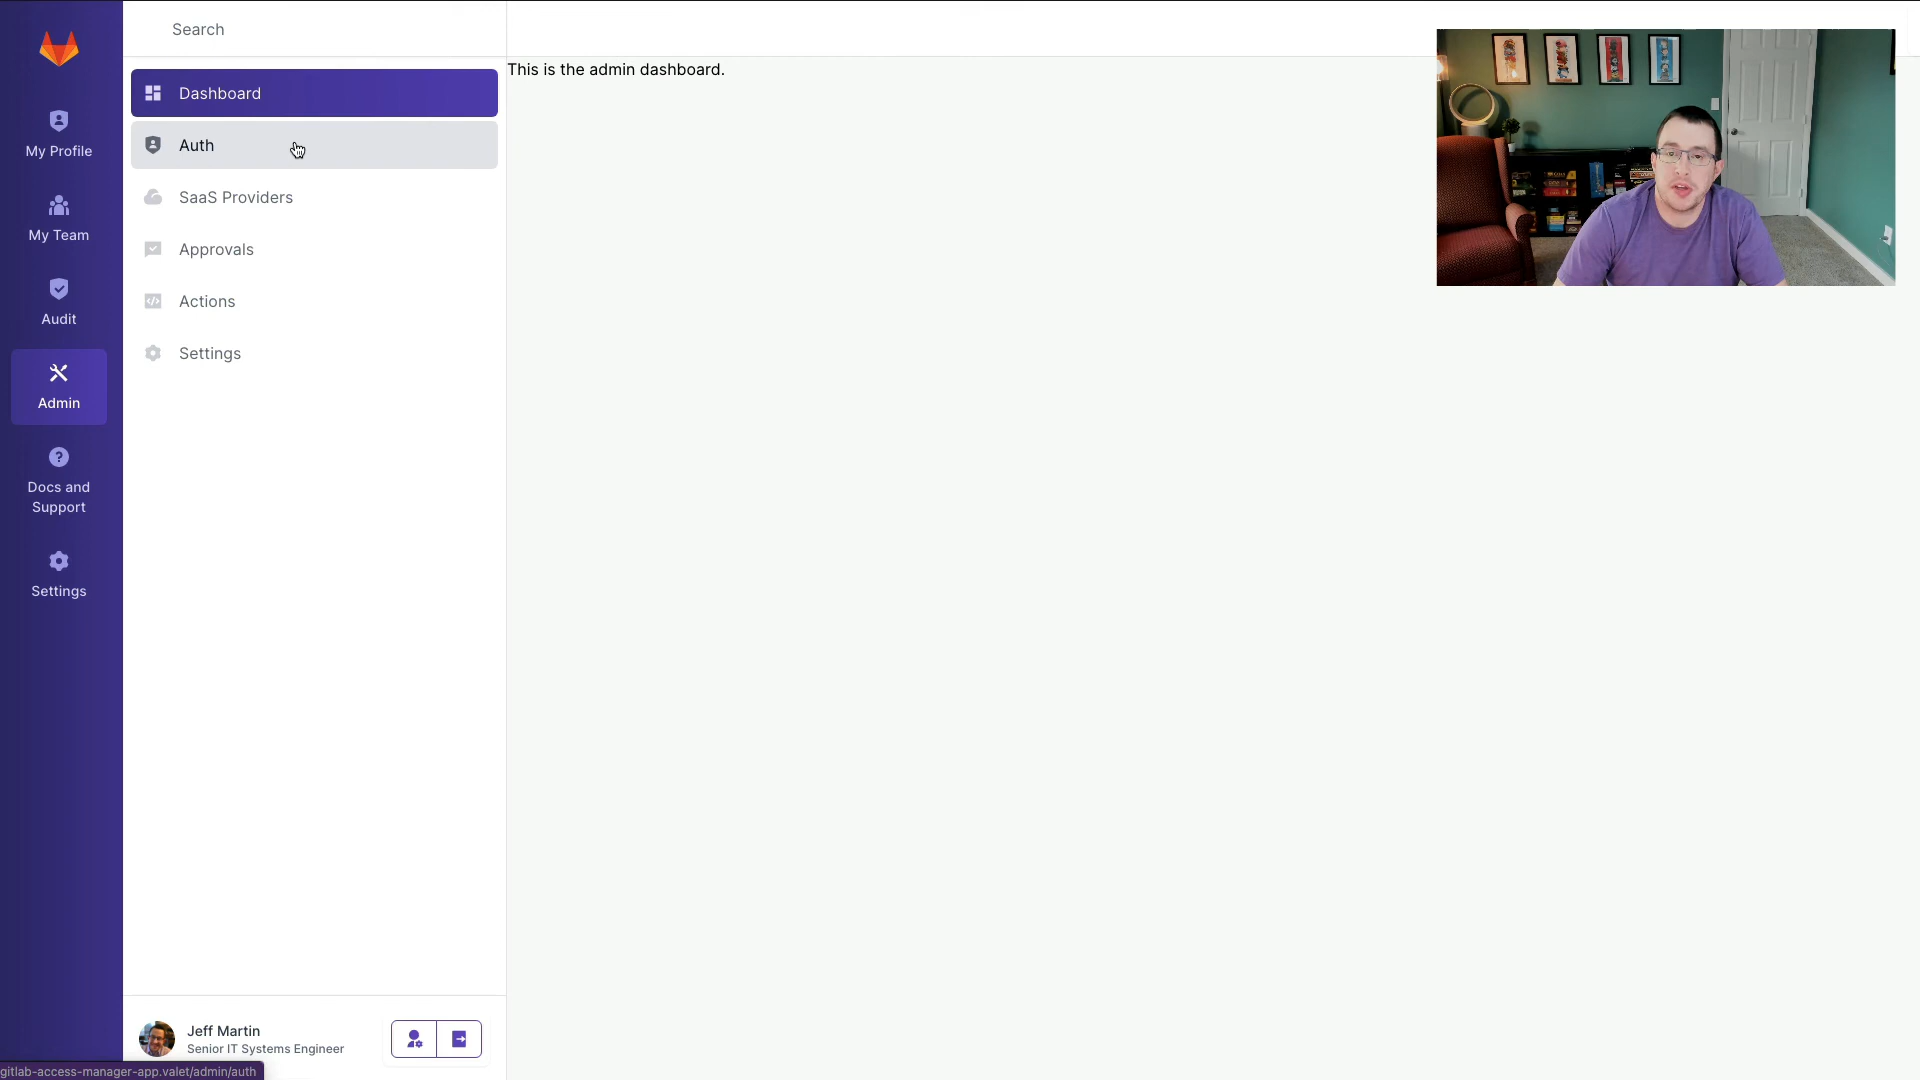 Search
My Profile
My Team
Audit
Admin
Docs and
Support
Settings
Dashboard
Auth
SaaS Providers
Approvals
Actions
Settings
This is the admin dashboard.
Jeff Martin
Senior IT Systems Engineer
gitlab-access-manager-app.valet/admin/auth